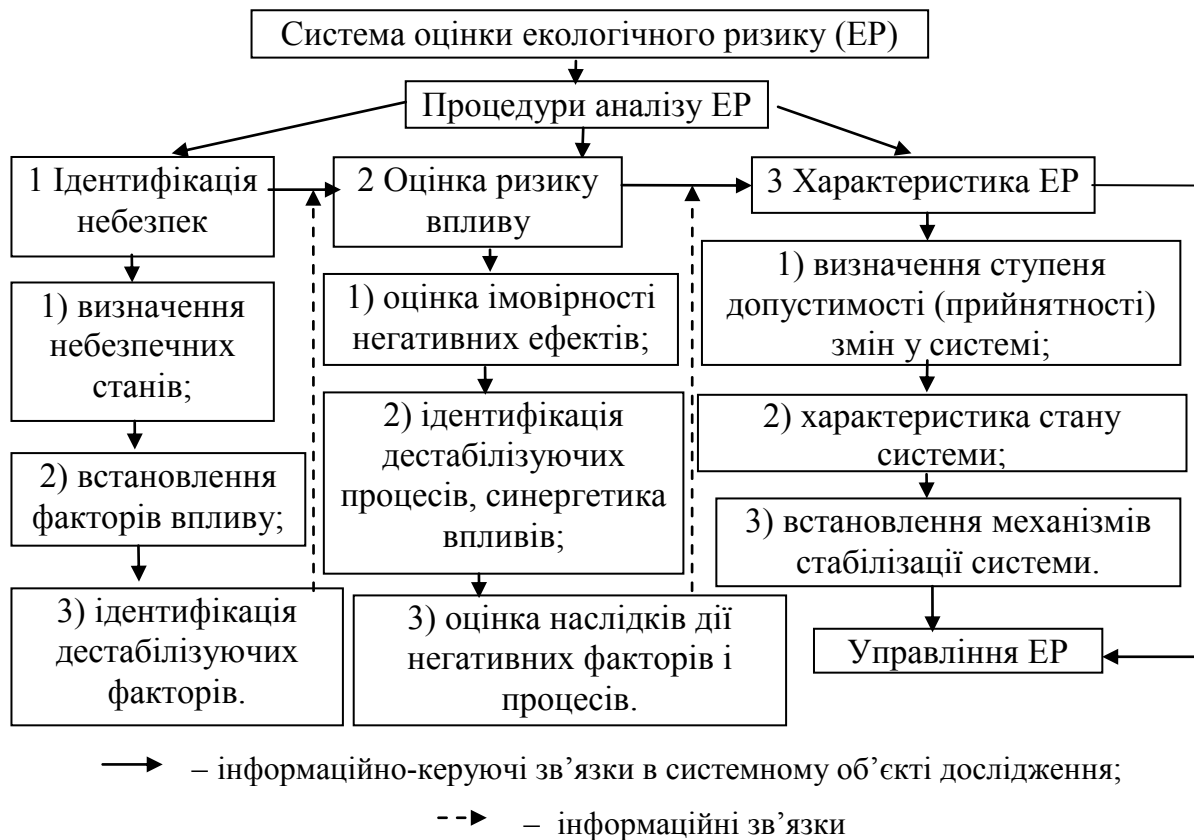 Система оцінки екологічного ризику (ЕР)
Процедури аналізу ЕР
1 Ідентифікація
небезпек
2 Оцінка ризику
впливу
3 Характеристика ЕР
1) визначення
небезпечних
станів;
2) встановлення
факторів впливу;
3) ідентифікація
дестабілізуючих
факторів.
1) оцінка імовірності
негативних ефектів;
2) ідентифікація
дестабілізуючих
процесів, синергетика
впливів;
3) оцінка наслідків дії
негативних факторів і
процесів.
1) визначення ступеня
допустимості (прийнятності)
змін у системі;
2) характеристика стану
системи;
3) встановлення механізмів
стабілізації системи.
Управління ЕР
– інформаційно-керуючі зв’язки в системному об’єкті дослідження;
– інформаційні зв’язки